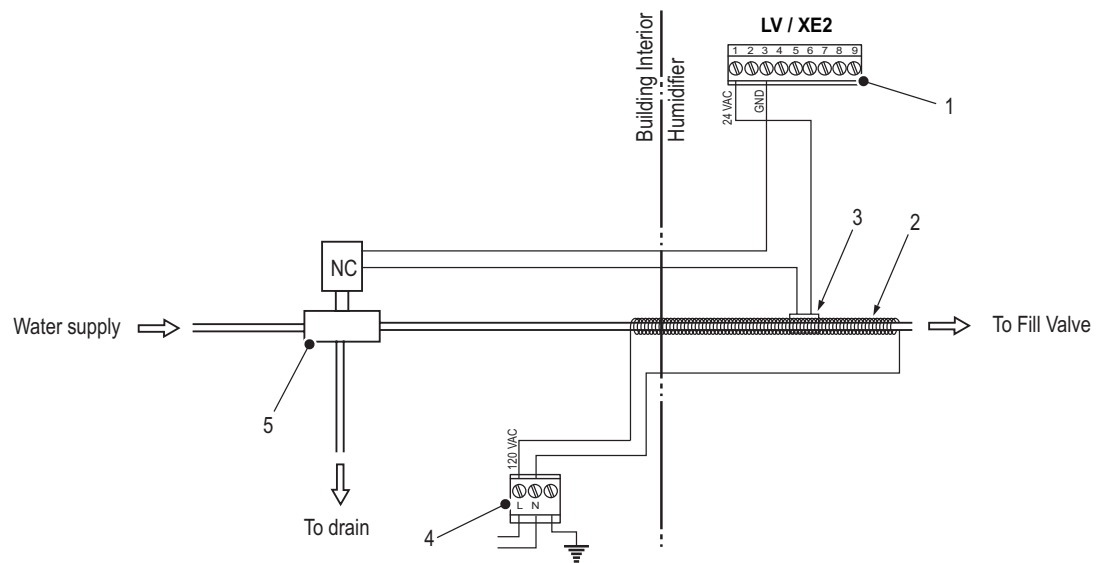 LV / XE2
1 2 3 4 5 6 7 8 9
Building Interior
Humidifier
24 VAC
GND
1
3
2
NC
Water supply
To Fill Valve
5
120 VAC
L N
4
To drain